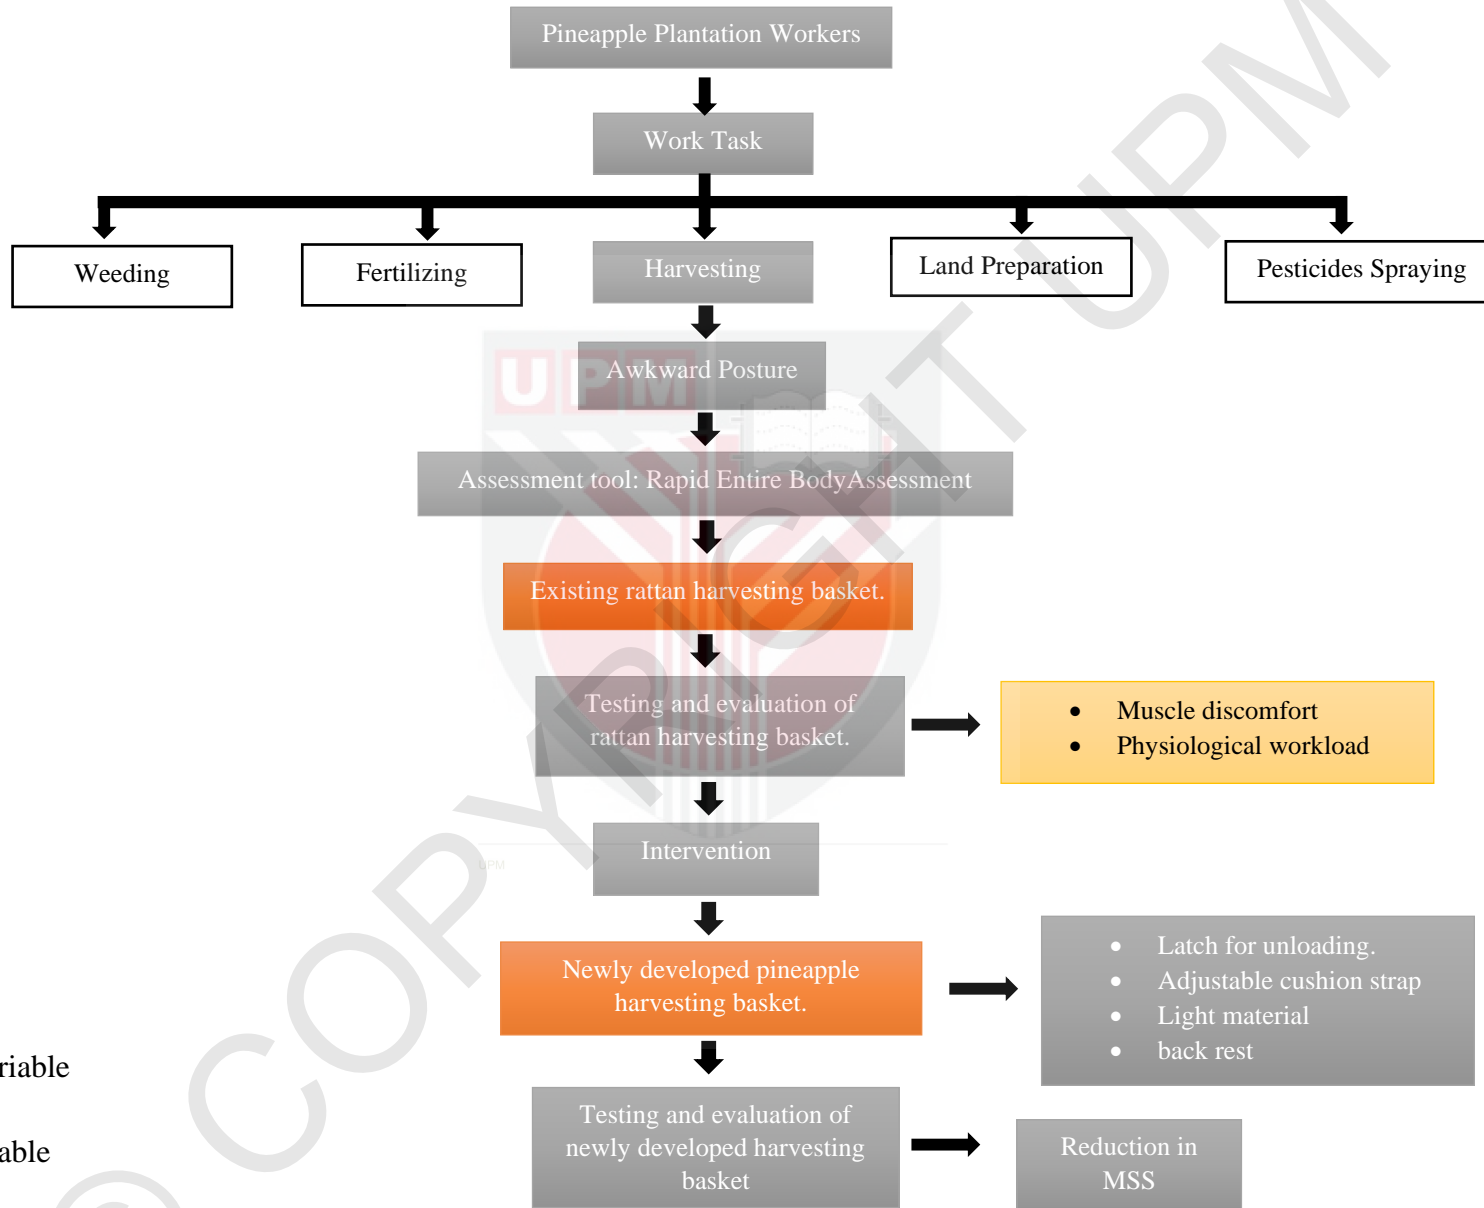 Pineapple Plantation Workers
Work Task
Weeding
Fertilizing
Harvesting
Land Preparation
Pesticides Spraying
Awkward Posture
Assessment tool: Rapid Entire BodyAssessment
Existing rattan harvesting basket.
Testing and evaluation of
rattan harvesting basket.
• Muscle discomfort
• Physiological workload
Intervention
Newly developed pineapple
harvesting basket.
• Latch for unloading.
• Adjustable cushion strap
• Light material
• back rest
riable
able
Testing and evaluation of
newly developed harvesting
basket
Reduction in
MSS
UPM
UPM
© COPYRIGHT UPM